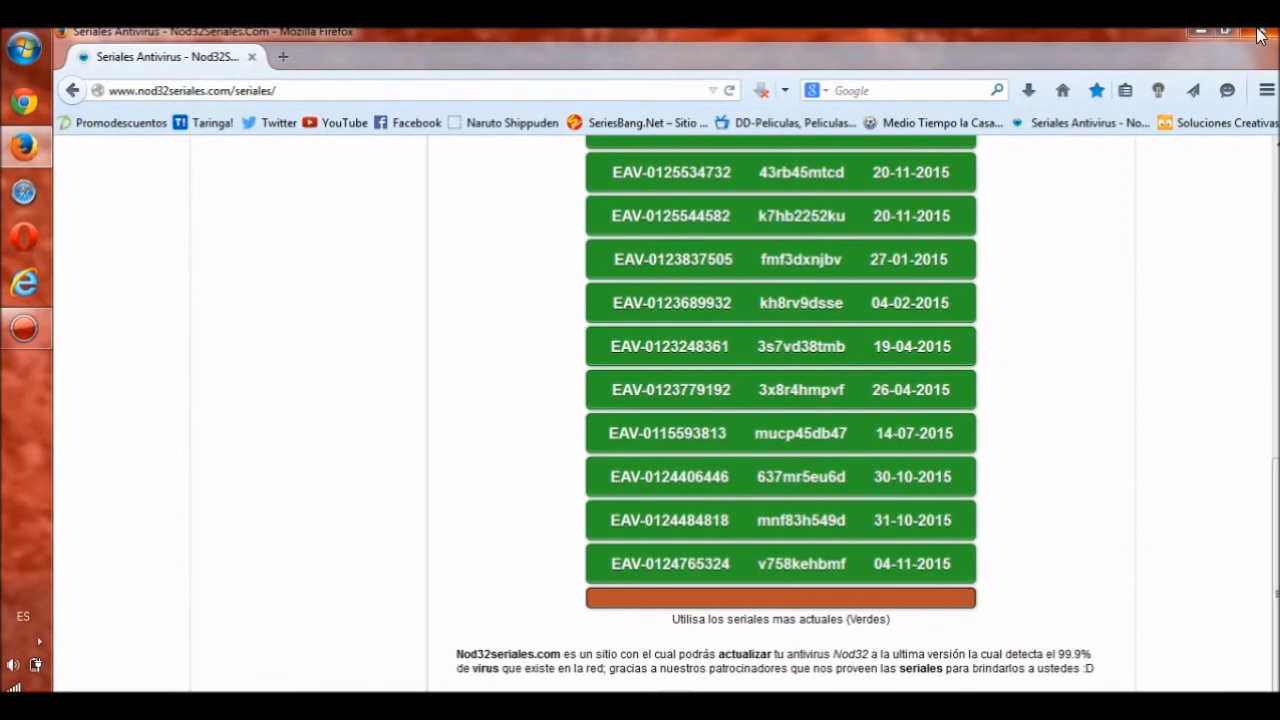 Seriales Antivirus - Nod32Seriales.Com - Mozilla Firefox
Seriales Antivirus - Nod32S...
www.nod32seriales.com/seriales/
Google
Promodescuentos
Taringa!
Twitter
YouTube
Facebook
Naruto Shippuden
SeriesBang.Net – Sitio ...
DD-Peliculas, Peliculas...
Medio Tiempo la Casa...
Seriales Antivirus - No...
Soluciones Creativas
EAV-0125534732 43rb45mtcd 20-11-2015
EAV-0125544582 k7hb2252ku 20-11-2015
EAV-0123837505 fmf3dxnjbv 27-01-2015
EAV-0123689932 kh8rv9dsse 04-02-2015
EAV-0123248361 3s7vd38tmb 19-04-2015
EAV-0123779192 3x8r4hmpvf 26-04-2015
EAV-0115593813 mucp45db47 14-07-2015
EAV-0124406446 637mr5eu6d 30-10-2015
EAV-0124484818 mnf83h549d 31-10-2015
EAV-0124765324 v758kehbmf 04-11-2015
Utilisa los seriales mas actuales (Verdes)
Nod32seriales.com es un sitio con el cual podrás actualizar tu antivirus Nod32 a la ultima versión la cual detecta el 99.9%
de virus que existe en la red; gracias a nuestros patrocinadores que nos proveen las seriales para brindarlos a ustedes :D
ES